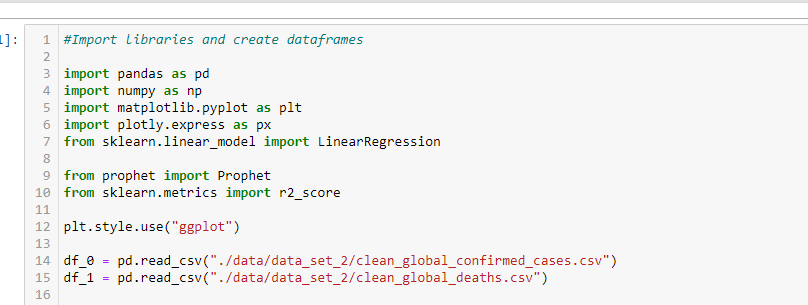 1]:
1 #Import libraries and create dataframes
2
3 import pandas as pd
4 import numpy as np
5 import matplotlib.pyplot as plt
6 import plotly.express as px
7 from sklearn.linear_model import LinearRegression
8
9 from prophet import Prophet
10 from sklearn.metrics import r2_score
11
12 plt.style.use("ggplot")
13
14 df_0 = pd.read_csv("./data/data_set_2/clean_global_confirmed_cases.csv")
15 df_1 = pd.read_csv("./data/data_set_2/clean_global_deaths.csv")
16